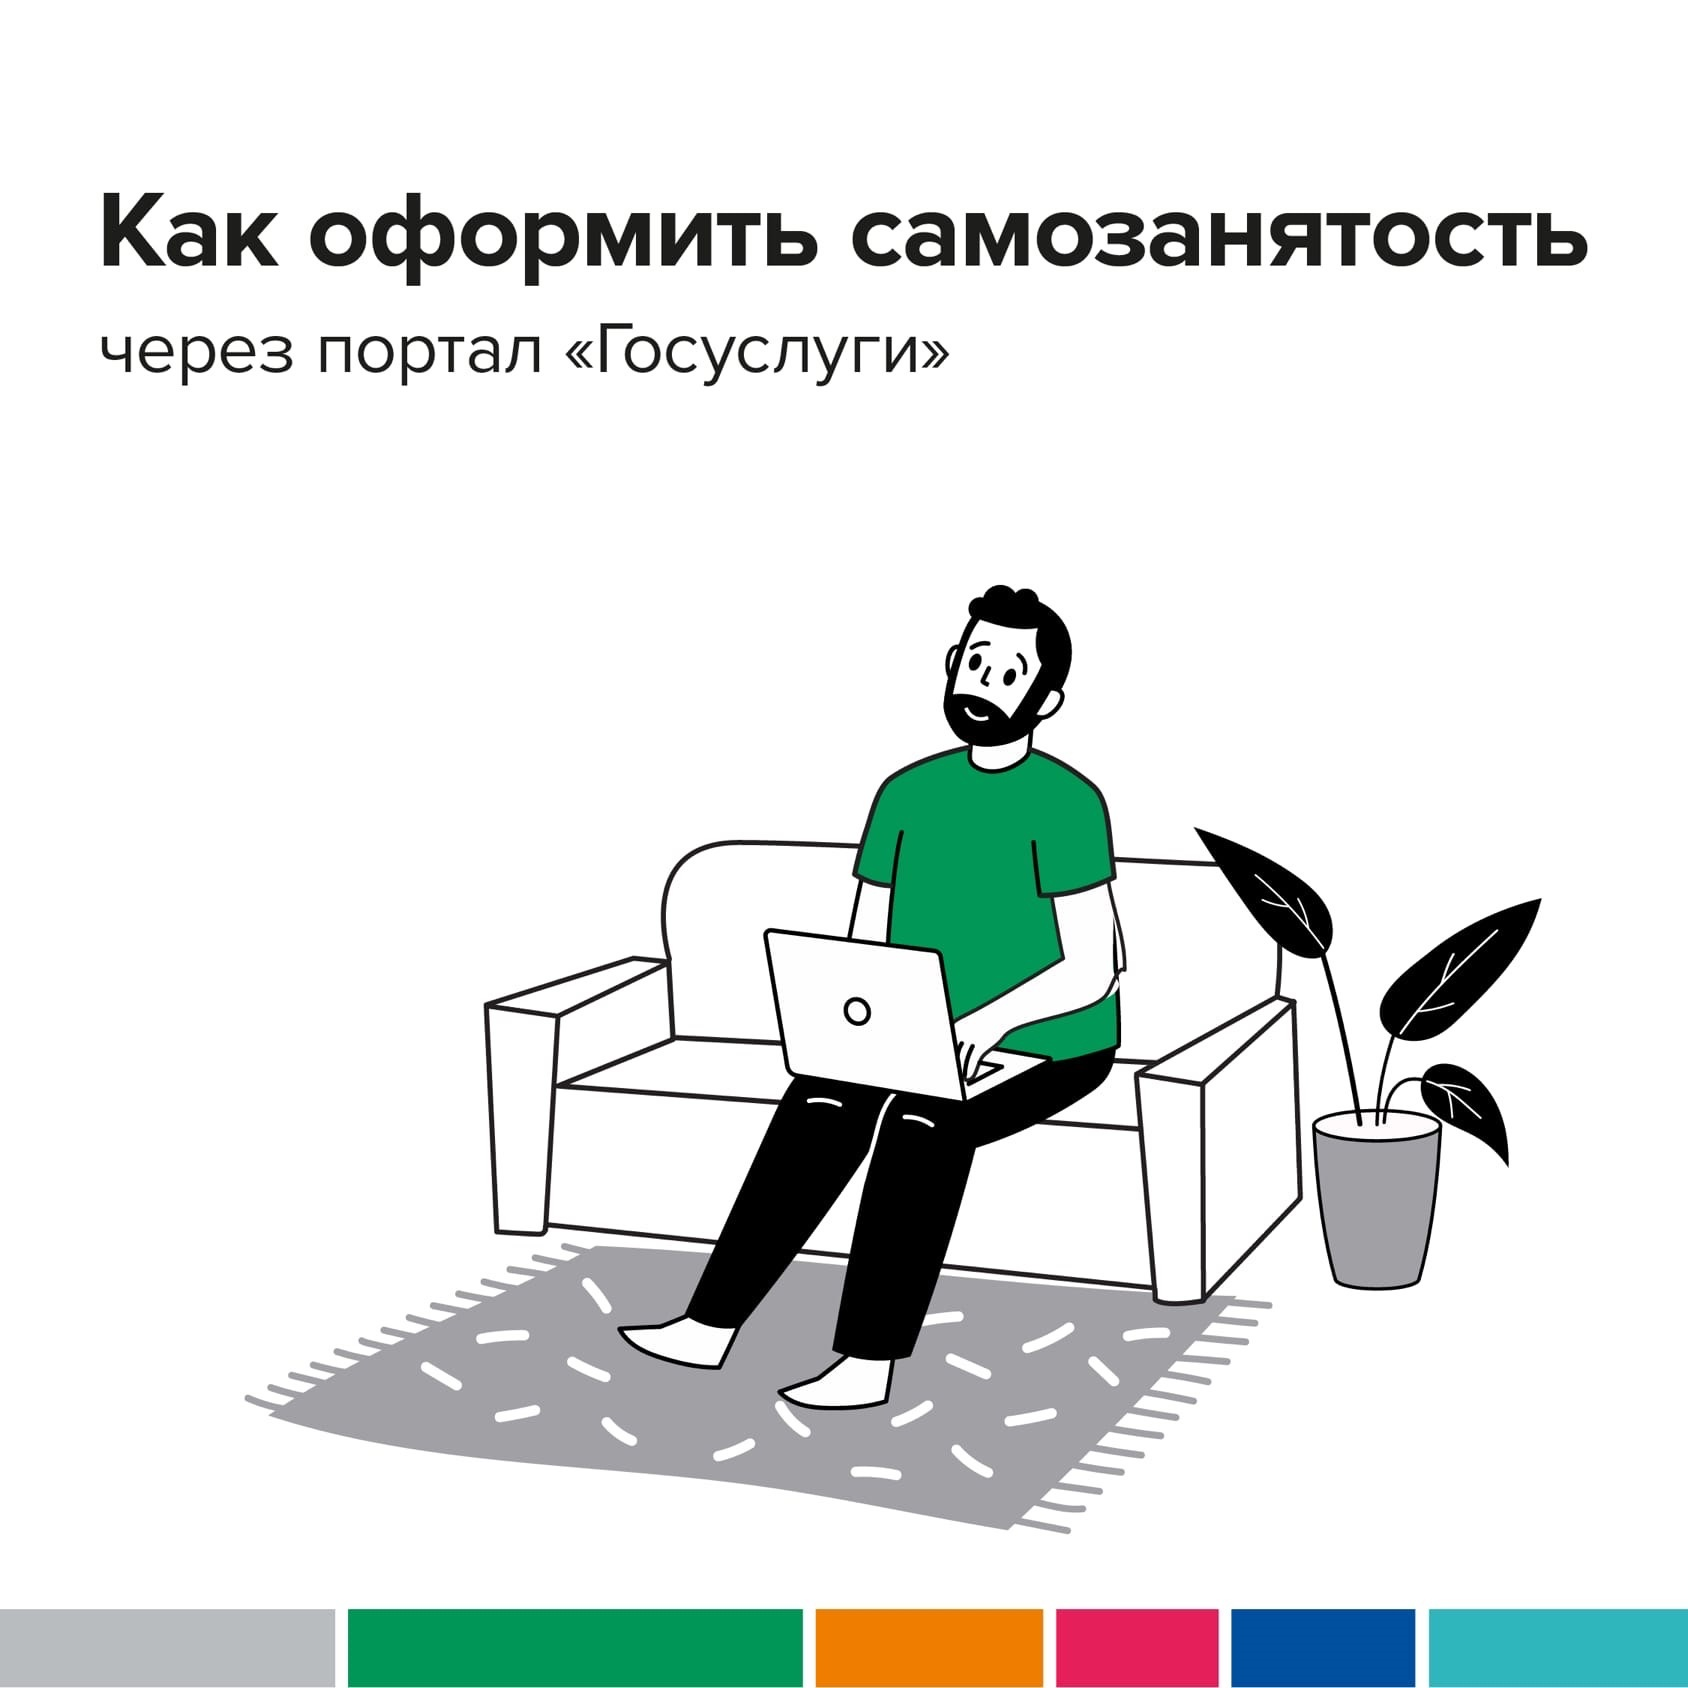 Как оформить самозанятость
через портал «Госуслуги»